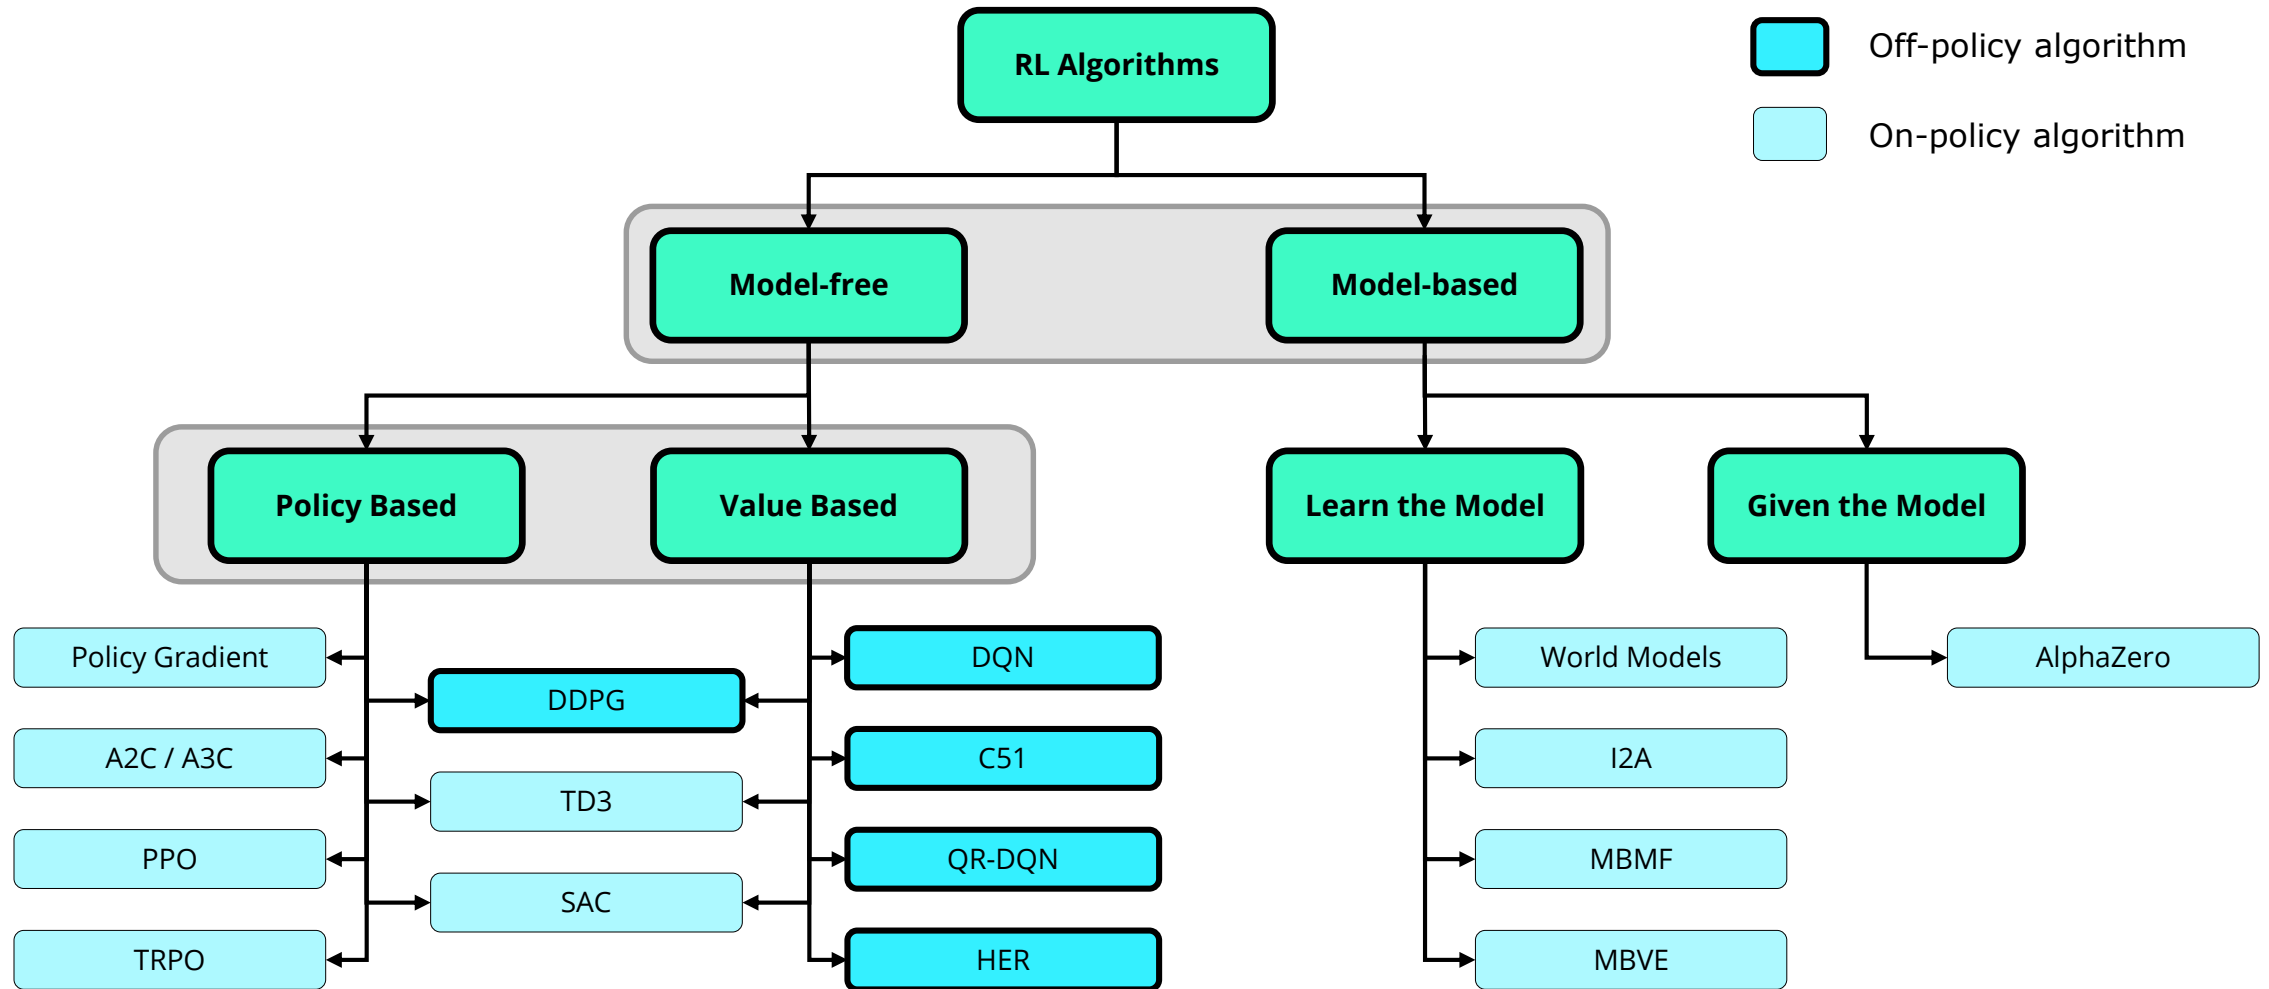 RL Algorithms
Off-policy algorithm
On-policy algorithm
Model-free
Model-based
Policy Based
Value Based
Learn the Model
Given the Model
Policy Gradient
DQN
World Models
AlphaZero
DDPG
A2C / A3C
C51
I2A
TD3
PPO
QR-DQN
MBMF
SAC
TRPO
HER
MBVE